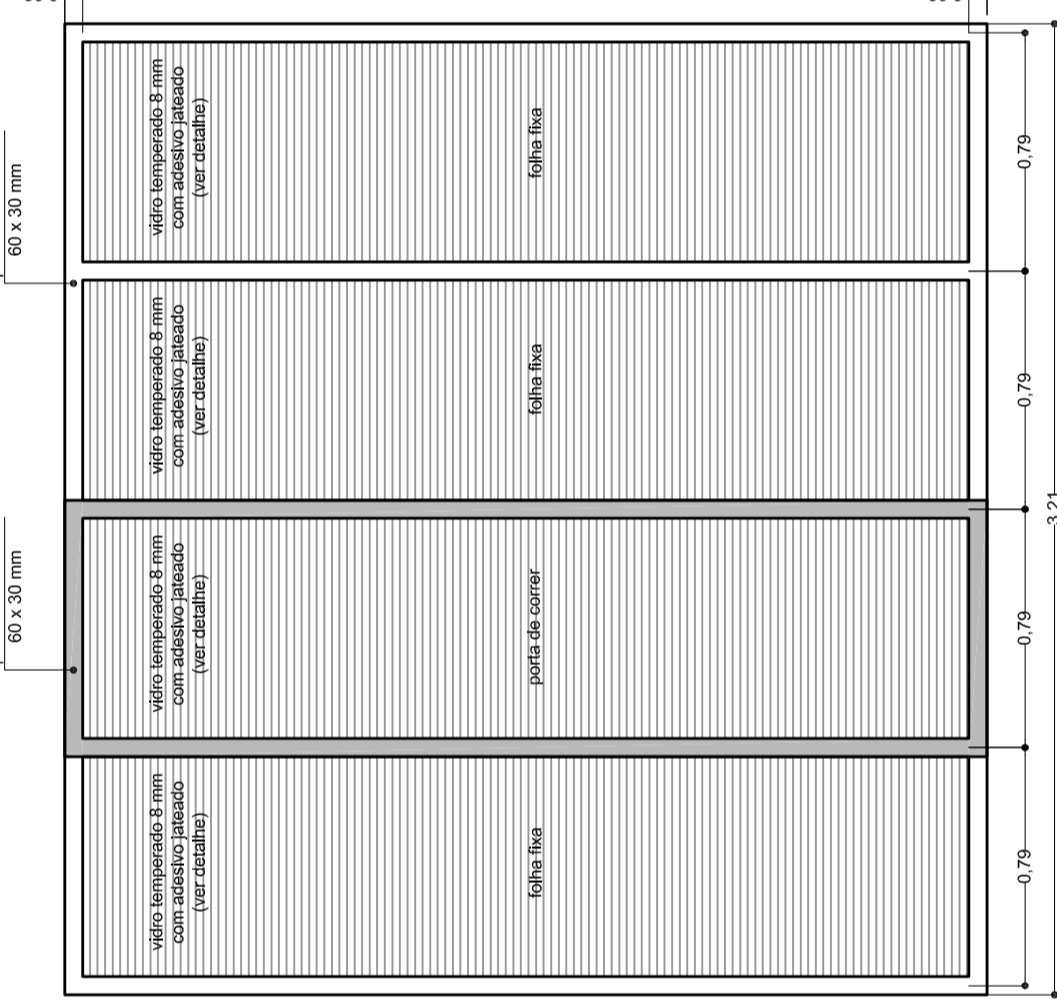 60 x 30 mm
60 x 30 mm
vidro temperado 8 mm
com adesivo jateado
(ver detalhe)
folha fixa
vidro temperado 8 mm
com adesivo jateado
(ver detalhe)
porta de correr
vidro temperado 8 mm
com adesivo jateado
(ver detalhe)
folha fixa
vidro temperado 8 mm
com adesivo jateado
(ver detalhe)
folha fixa
0,79
0,79
0,79
0,79
3,21